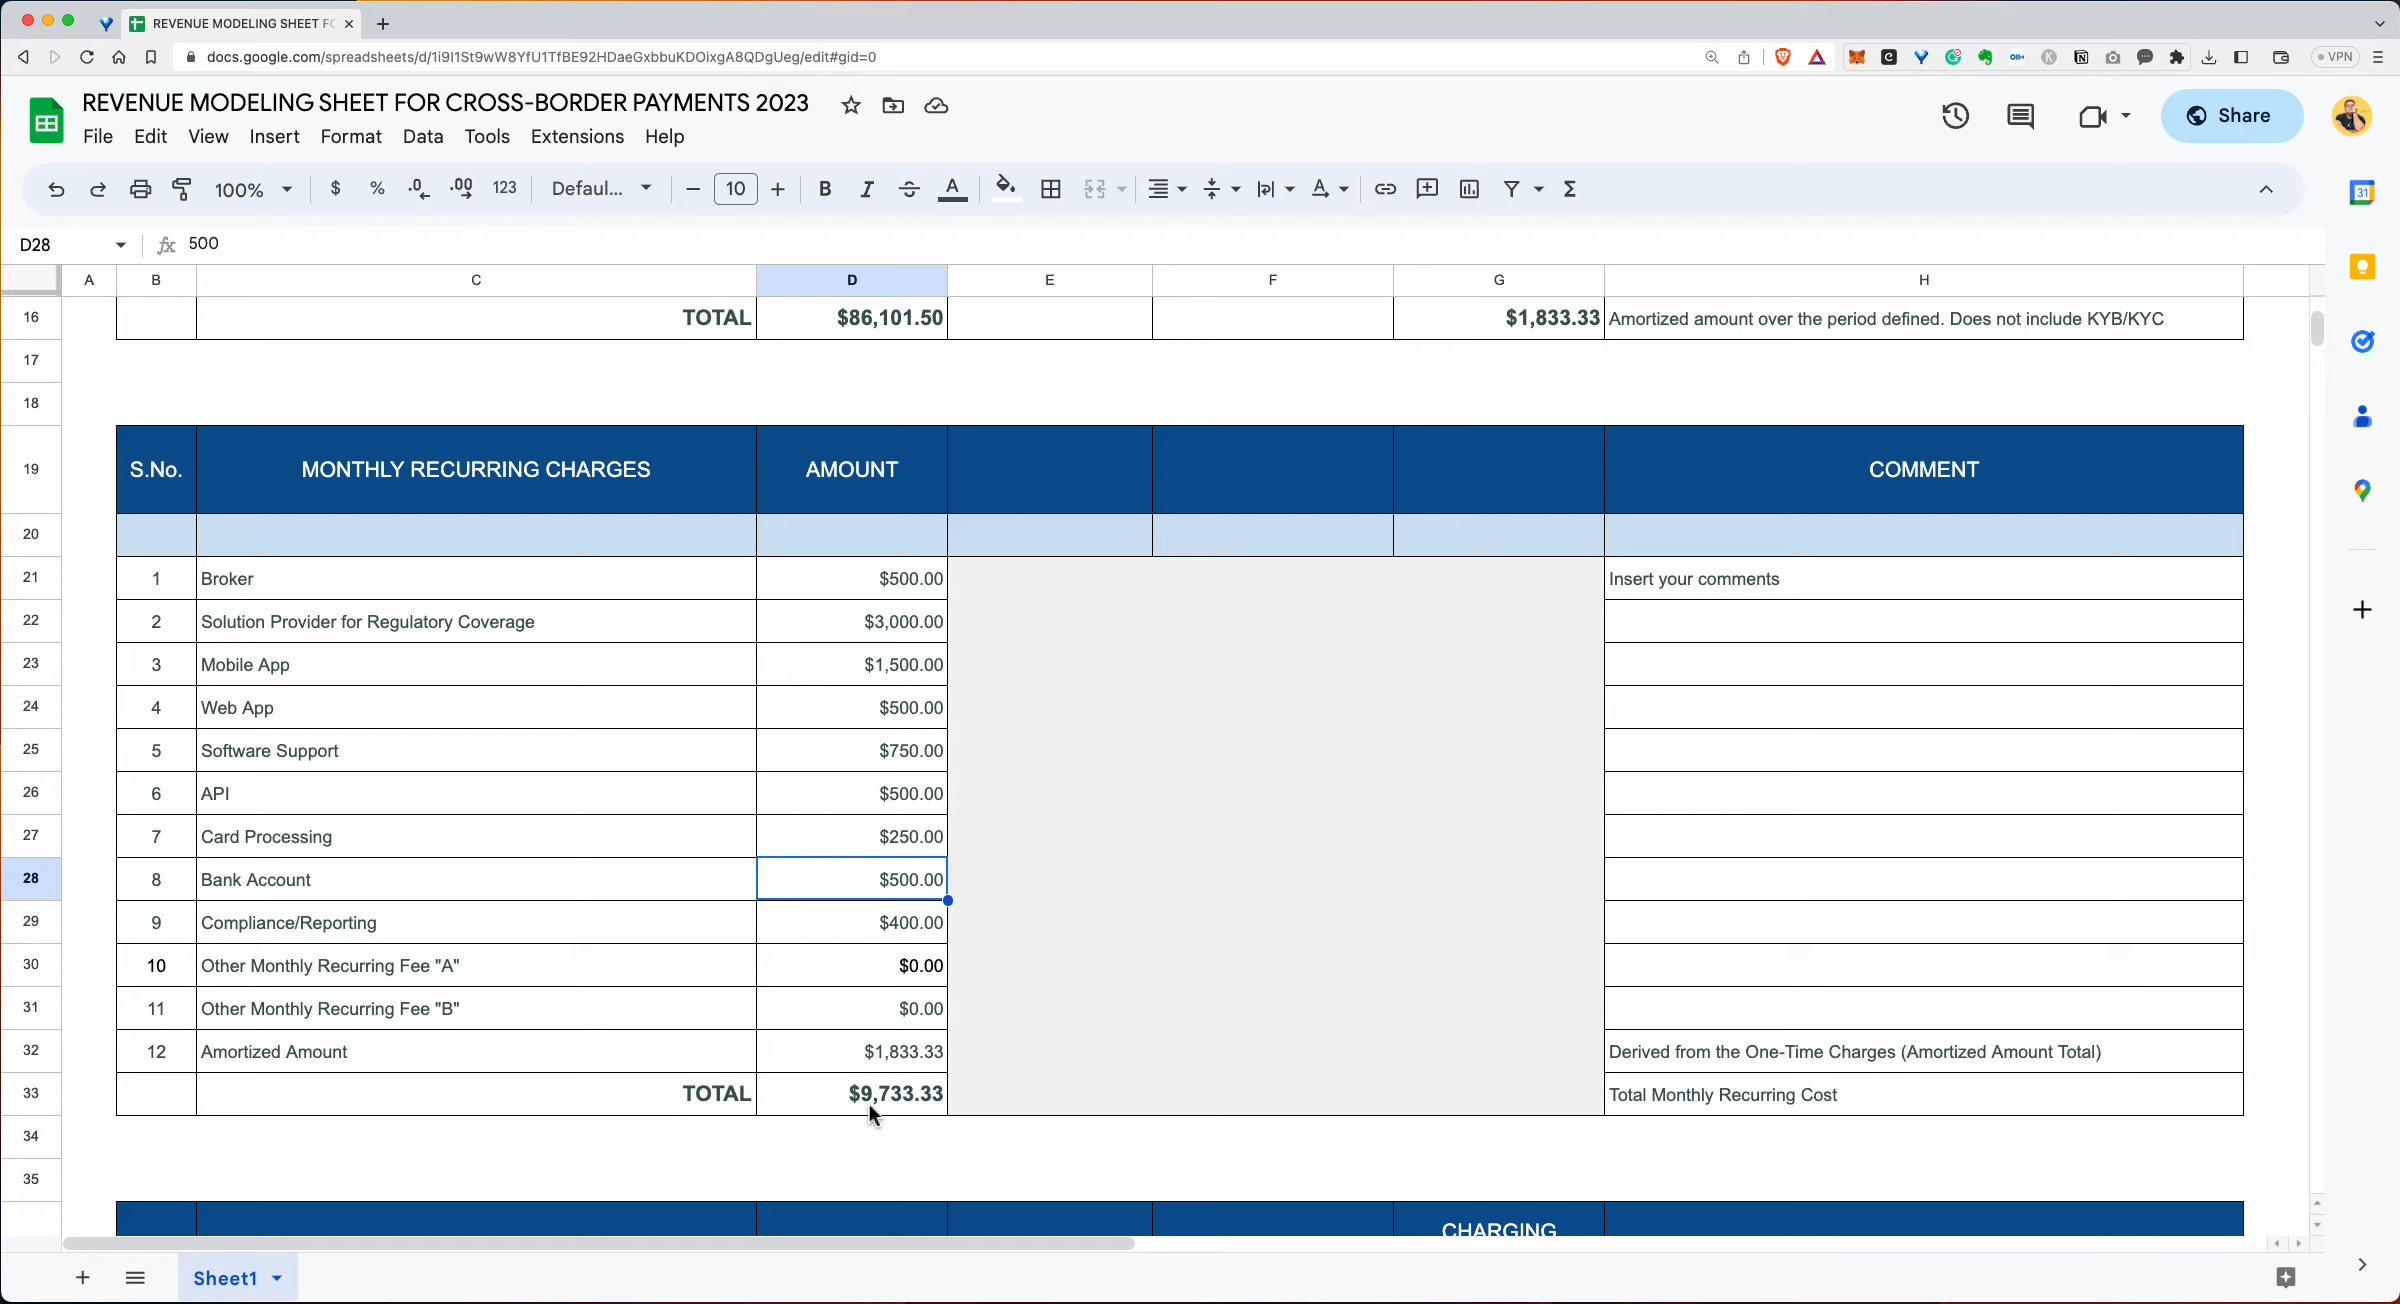 REVENUE MODELING SHEET FC
docs.google.com/spreadsheets/d/1i9I1St9wW8YfU1TfBE92HDaeGxbbuKDOixgA8QDgUeg/edit#gid=0
VPN
REVENUE MODELING SHEET FOR CROSS-BORDER PAYMENTS 2023
File Edit View Insert Format Data Tools Extensions Help
Share
100% $ % .0 .00 123 Defaul... 10 B I A
D28 fx 500
A B C D E F G H
16 TOTAL $86,101.50 $1,833.33 Amortized amount over the period defined. Does not include KYB/KYC
17
18
19 S.No. MONTHLY RECURRING CHARGES AMOUNT COMMENT
20
21 1 Broker $500.00 Insert your comments
22 2 Solution Provider for Regulatory Coverage $3,000.00
23 3 Mobile App $1,500.00
24 4 Web App $500.00
25 5 Software Support $750.00
26 6 API $500.00
27 7 Card Processing $250.00
28 8 Bank Account $500.00
29 9 Compliance/Reporting $400.00
30 10 Other Monthly Recurring Fee "A" $0.00
31 11 Other Monthly Recurring Fee "B" $0.00
32 12 Amortized Amount $1,833.33 Derived from the One-Time Charges (Amortized Amount Total)
33 TOTAL $9,733.33 Total Monthly Recurring Cost
34
35
CHARGING
Sheet1
31